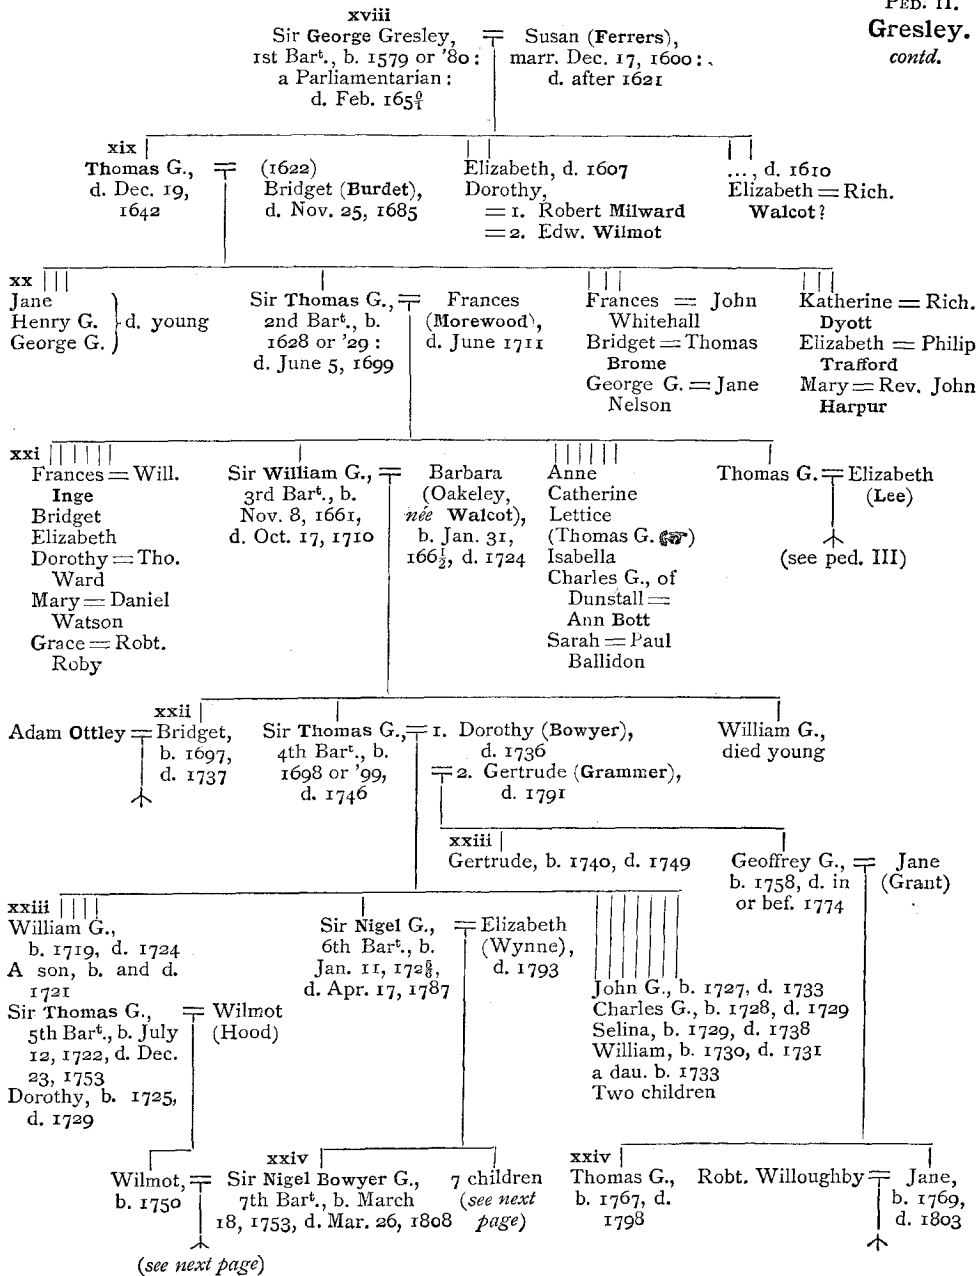 PED. II.
Gresley.
contd.
xviii
Sir George Gresley,
1st Bart., b. 1579 or '80 :
a Parliamentarian :
d. Feb. 165 0/1
Susan (Ferrers),
marr. Dec. 17, 1600 :
d. after 1621
xix
Thomas G.,
d. Dec. 19,
1642
(1622)
Bridget (Burdet),
d. Nov. 25, 1685
Elizabeth, d. 1607
Dorothy,
= 1. Robert Milward
= 2. Edw. Wilmot
..., d. 1610
Elizabeth = Rich.
Walcot ?
xx
Jane
Henry G.
George G.
} d. young
Sir Thomas G.,
2nd Bart., b.
1628 or '29 :
d. June 5, 1699
Frances
(Morewood),
d. June 1711
Frances = John
Whitehall
Bridget = Thomas
Brome
George G. = Jane
Nelson
Katherine = Rich.
Dyott
Elizabeth = Philip
Trafford
Mary = Rev. John
Harpur
xxi
Frances = Will.
Inge
Bridget
Elizabeth
Dorothy = Tho.
Ward
Mary = Daniel
Watson
Grace = Robt.
Roby
Sir William G.,
3rd Bart., b.
Nov. 8, 1661,
d. Oct. 17, 1710
Barbara
(Oakeley,
née Walcot),
b. Jan. 31,
166 1/2, d. 1724
Anne
Catherine
Lettice
(Thomas G. ☞)
Isabella
Charles G., of
Dunstall =
Ann Bott
Sarah = Paul
Ballidon
Thomas G. = Elizabeth
(Lee)
(see ped. III)
xxii
Adam Ottley = Bridget,
b. 1697,
d. 1737
Sir Thomas G.,
4th Bart., b.
1698 or '99,
d. 1746
= 1. Dorothy (Bowyer),
d. 1736
= 2. Gertrude (Grammer),
d. 1791
William G.,
died young
xxiii
Gertrude, b. 1740, d. 1749
Geoffrey G.,
b. 1758, d. in
or bef. 1774
= Jane
(Grant)
xxiii
William G.,
b. 1719, d. 1724
A son, b. and d.
1721
Sir Thomas G.,
5th Bart., b. July
12, 1722, d. Dec.
23, 1753
Dorothy, b. 1725,
d. 1729
= Wilmot
(Hood)
Sir Nigel G.,
6th Bart., b.
Jan. 11,
d. Apr. 17, 1787
= Elizabeth
(Wynne),
d. 1793
John G., b. 1727, d. 1733
Charles G., b. 1728, d. 1729
Selina, b. 1729, d. 1738
William, b. 1730, d. 1731
a dau. b. 1733
Two children
Wilmot,
b. 1750
xxiv
= Sir Nigel Bowyer G.,
7th Bart., b. March
18, 1753, d. Mar. 26, 1808
(see next page)
7 children
(see next
page)
xxiv
Thomas G.,
b. 1767, d.
1798
Robt. Willoughby = Jane,
b. 1769,
d. 1803